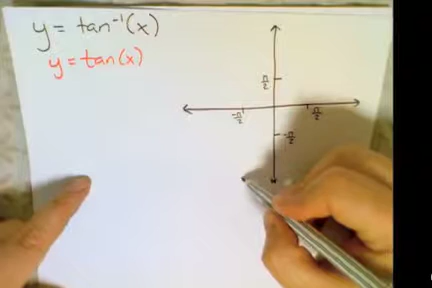 y = tan⁻¹(x)
y = tan(x)
π/2
-π/2
π/2
-π/2